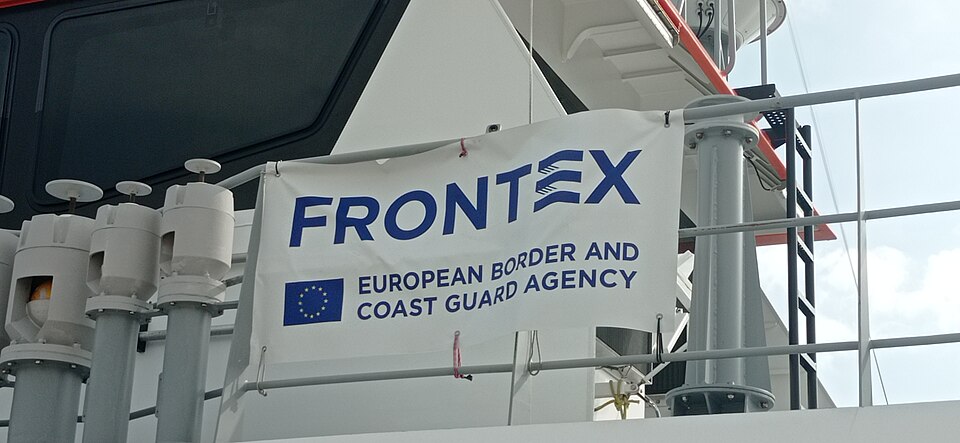 FRONTEX
EUROPEAN BORDER AND
COAST GUARD AGENCY